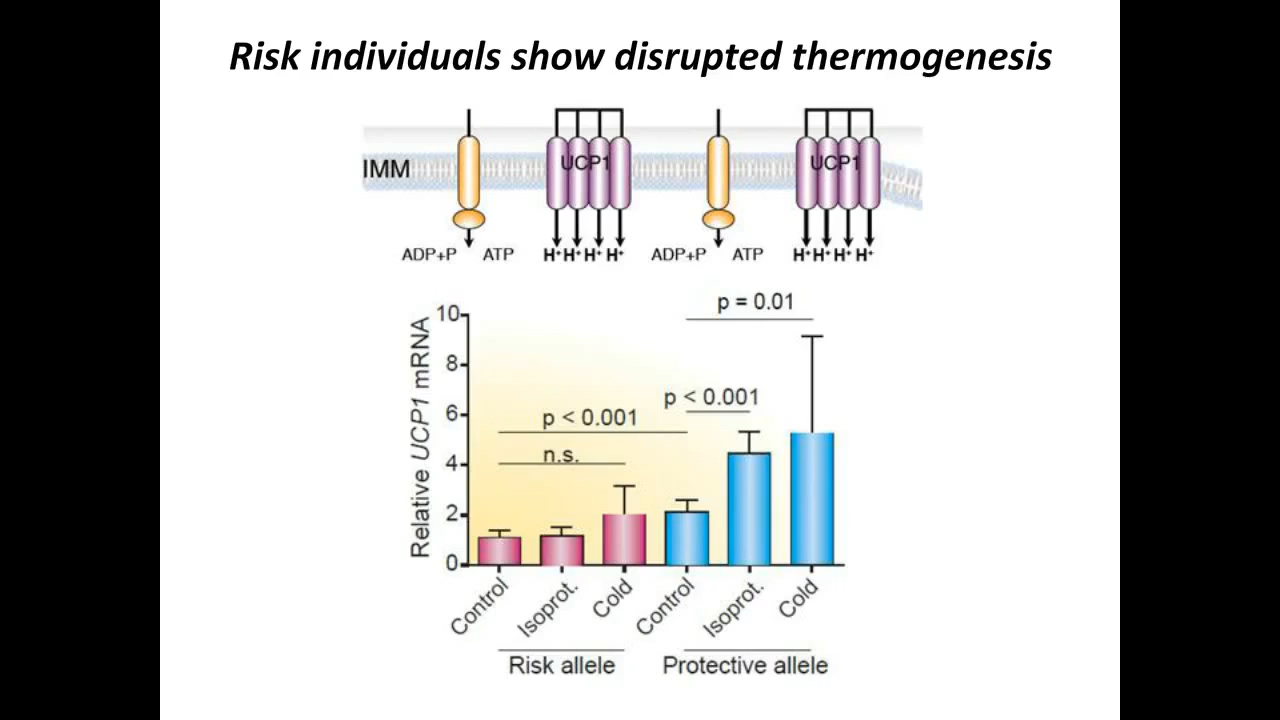 Risk individuals show disrupted thermogenesis
IMM
UCP1
UCP1
ADP+P ATP H⁺ H⁺ H⁺ H⁺ ADP+P ATP H⁺ H⁺ H⁺ H⁺
p = 0.01
p < 0.001
p < 0.001
n.s.
Relative UCP1 mRNA
10
8
6
4
2
0
Control
Isoprot.
Cold
Control
Isoprot.
Cold
Risk allele
Protective allele